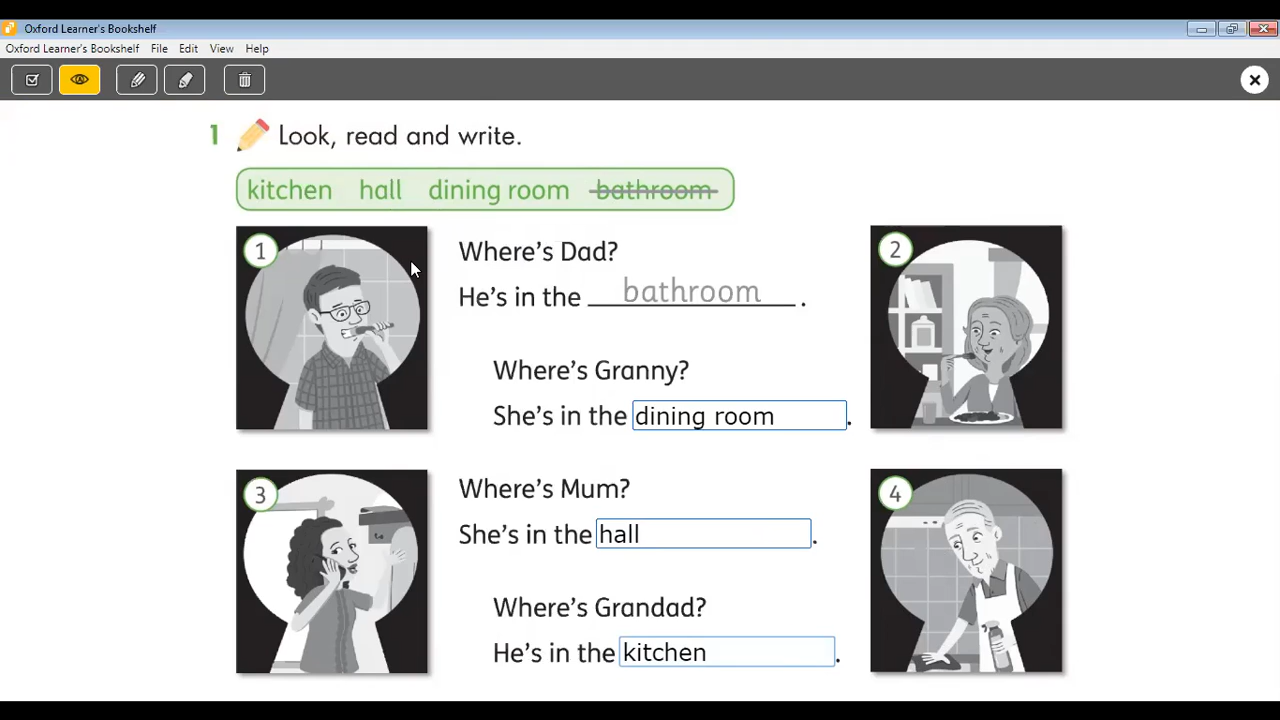 Oxford Learner's Bookshelf
Oxford Learner's Bookshelf File Edit View Help
1 Look, read and write.
kitchen hall dining room bathroom
1
Where's Dad?
He's in the bathroom .
2
Where's Granny?
She's in the dining room .
3
Where's Mum?
She's in the hall .
4
Where's Grandad?
He's in the kitchen .